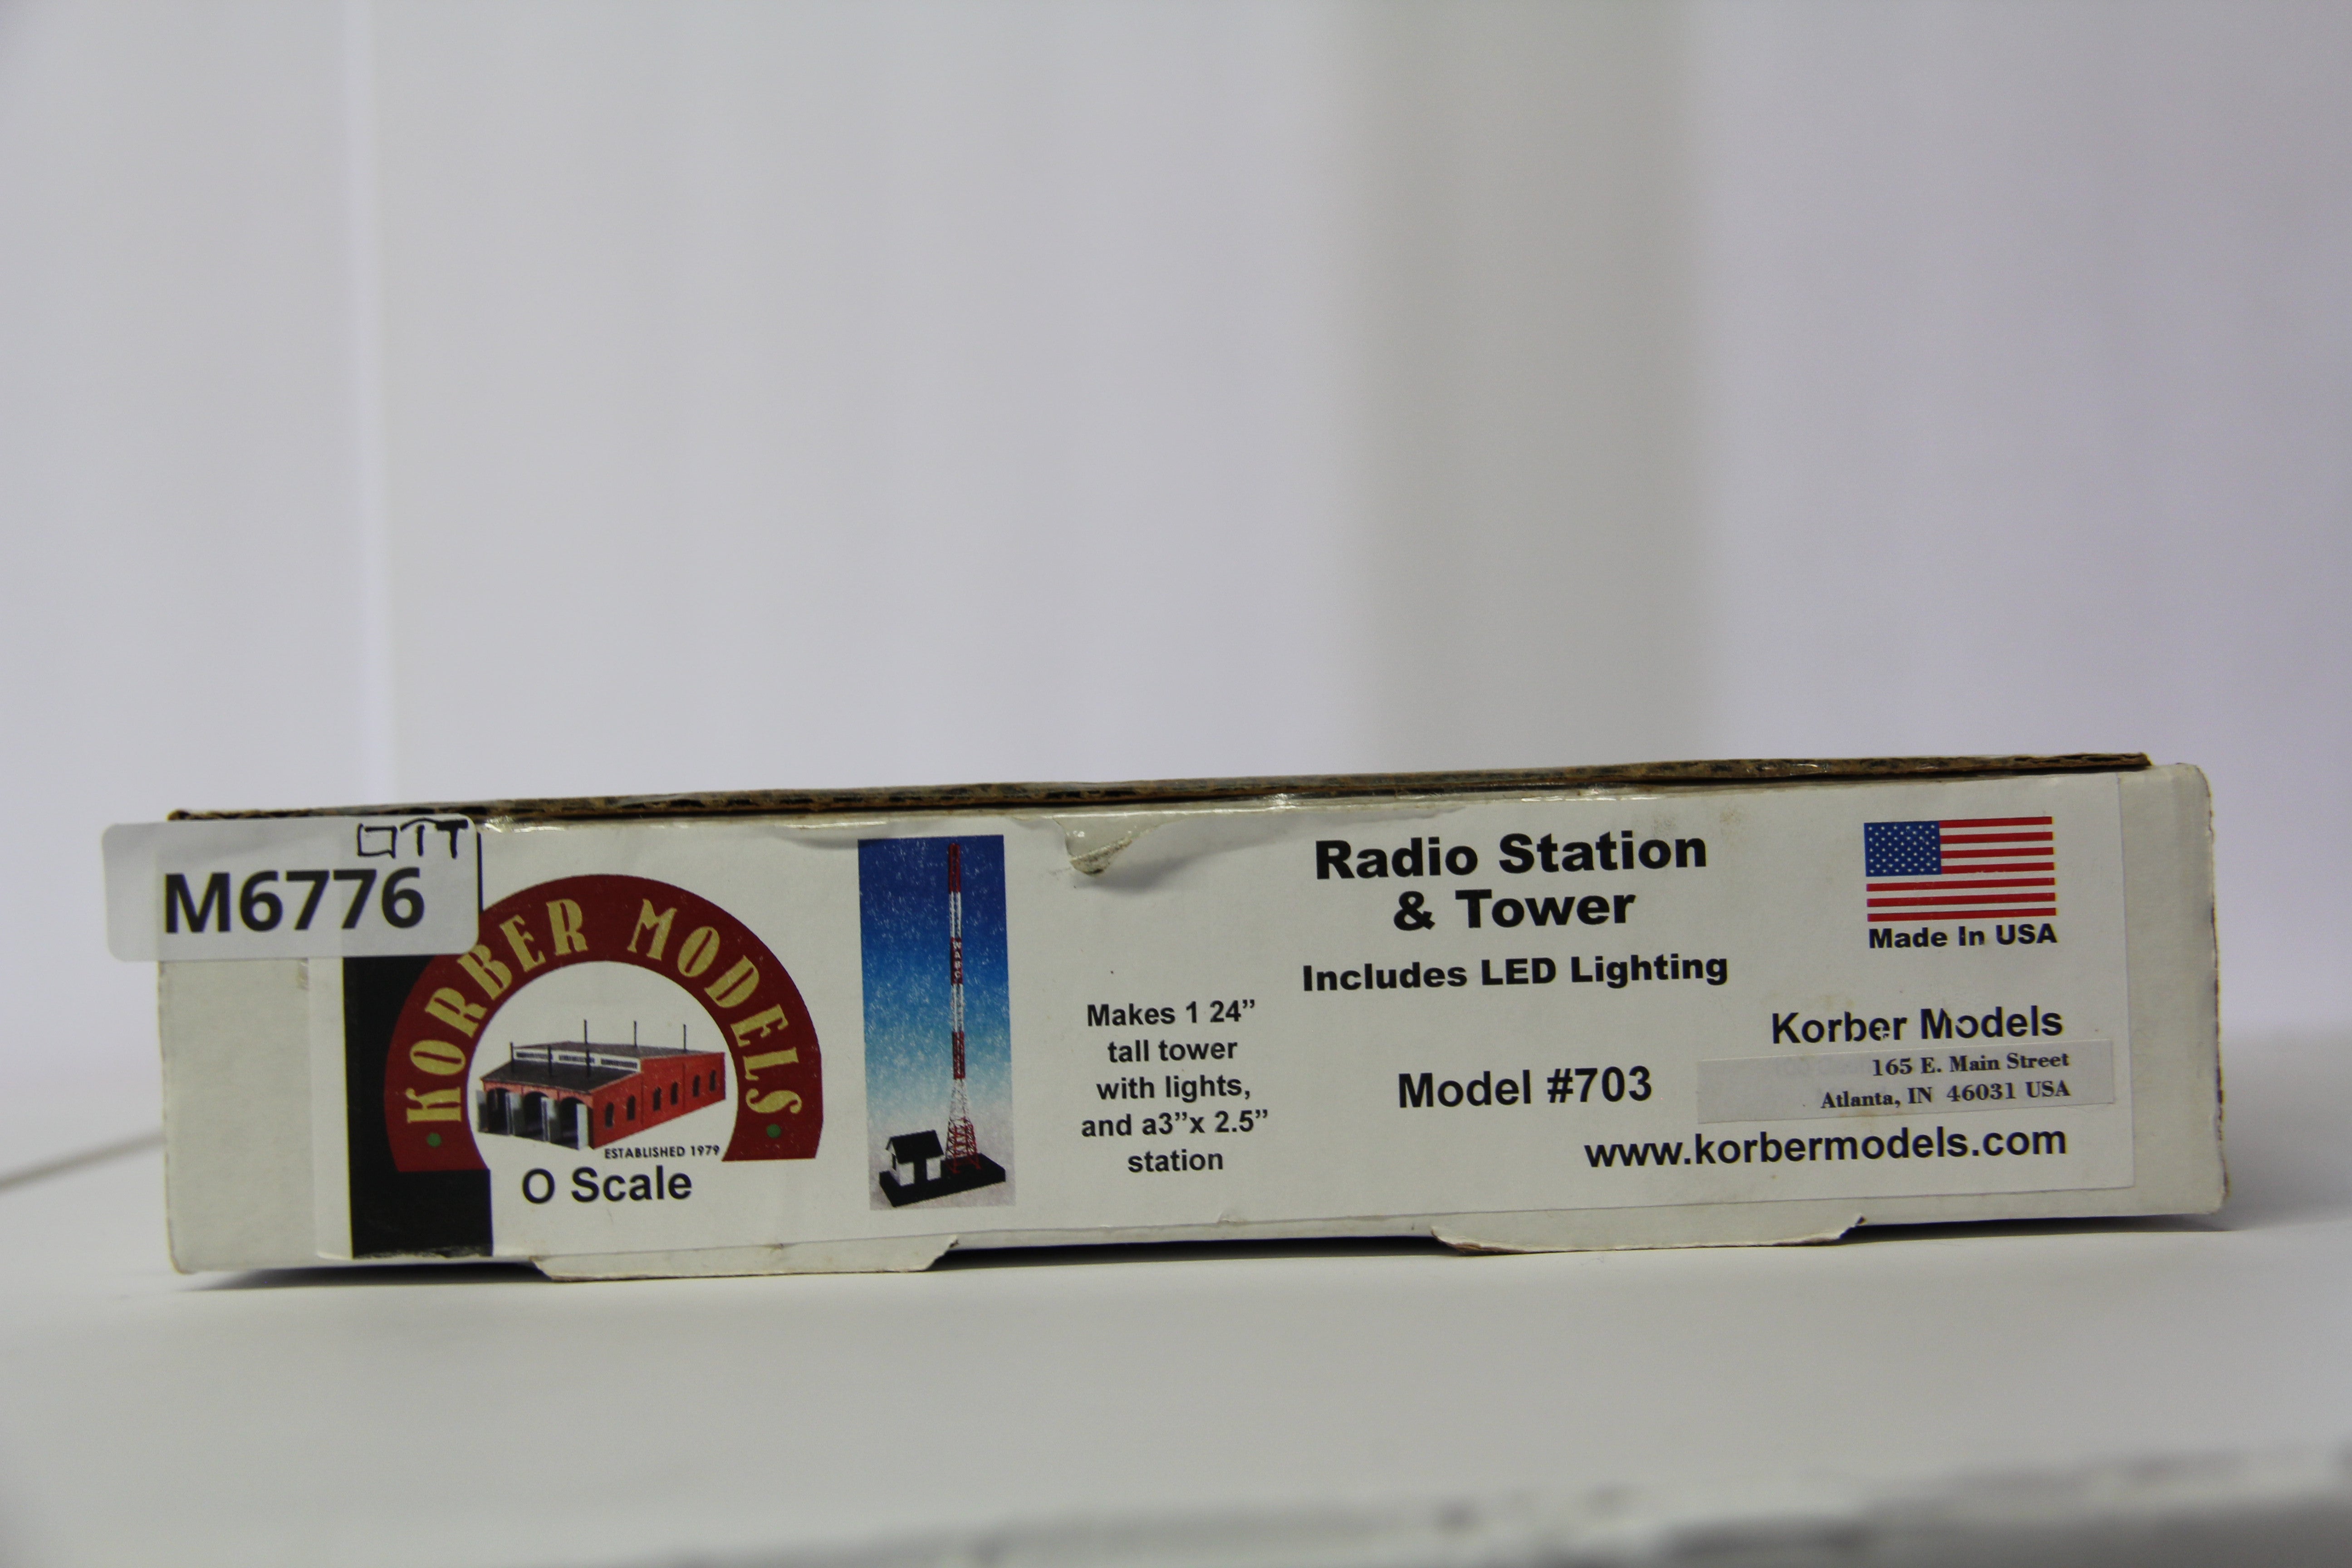 OTT
M6776
KORBER MODELS
ESTABLISHED 1979
O Scale
WABC
Makes 1 24”
tall tower
with lights,
and a3”x 2.5”
station
Radio Station
& Tower
Includes LED Lighting
Model #703
Made In USA
Korber Models
165 E. Main Street
Atlanta, IN 46031 USA
www.korbermodels.com